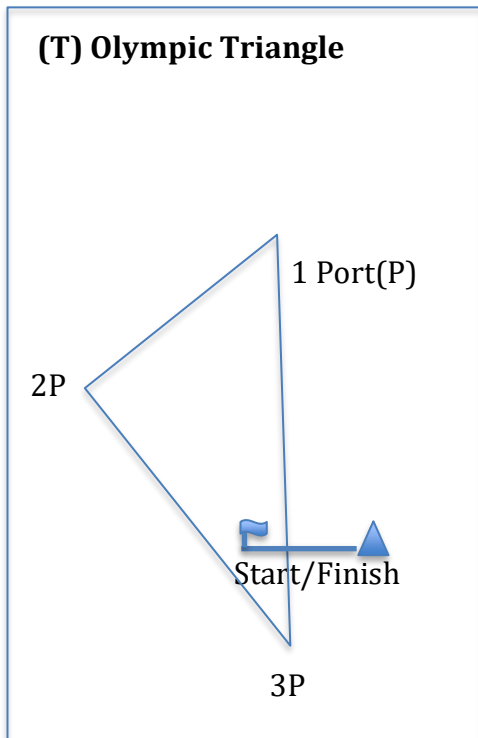 (T) Olympic Triangle
1 Port(P)
2P
Start/Finish
3P